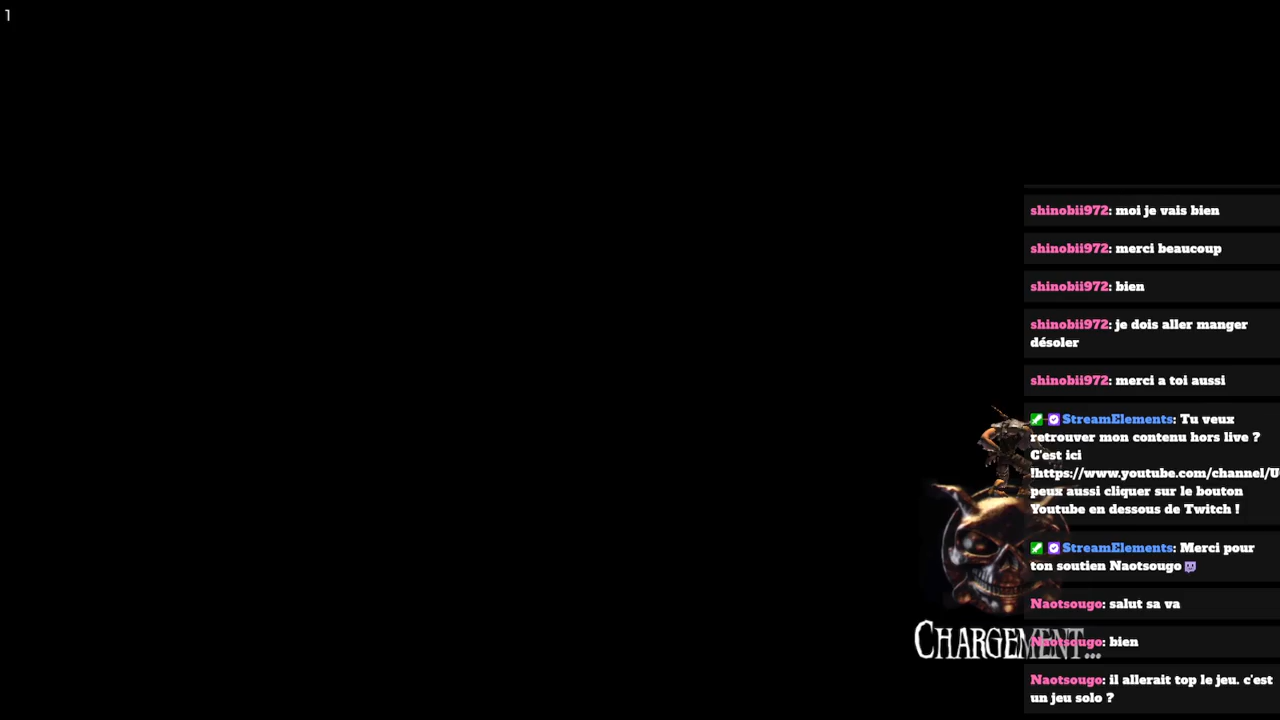 1
shinobii972: moi je vais bien
shinobii972: merci beaucoup
shinobii972: bien
shinobii972: je dois aller manger
désoler
shinobii972: merci a toi aussi
StreamElements: Tu veux
retrouver mon contenu hors live ?
C'est ici
!https://www.youtube.com/channel/U
peux aussi cliquer sur le bouton
Youtube en dessous de Twitch !
StreamElements: Merci pour
ton soutien Naotsougo
Naotsougo: salut sa va
CHARGEMENT...
Naotsougo: bien
Naotsougo: il allerait top le jeu. c'est
un jeu solo ?